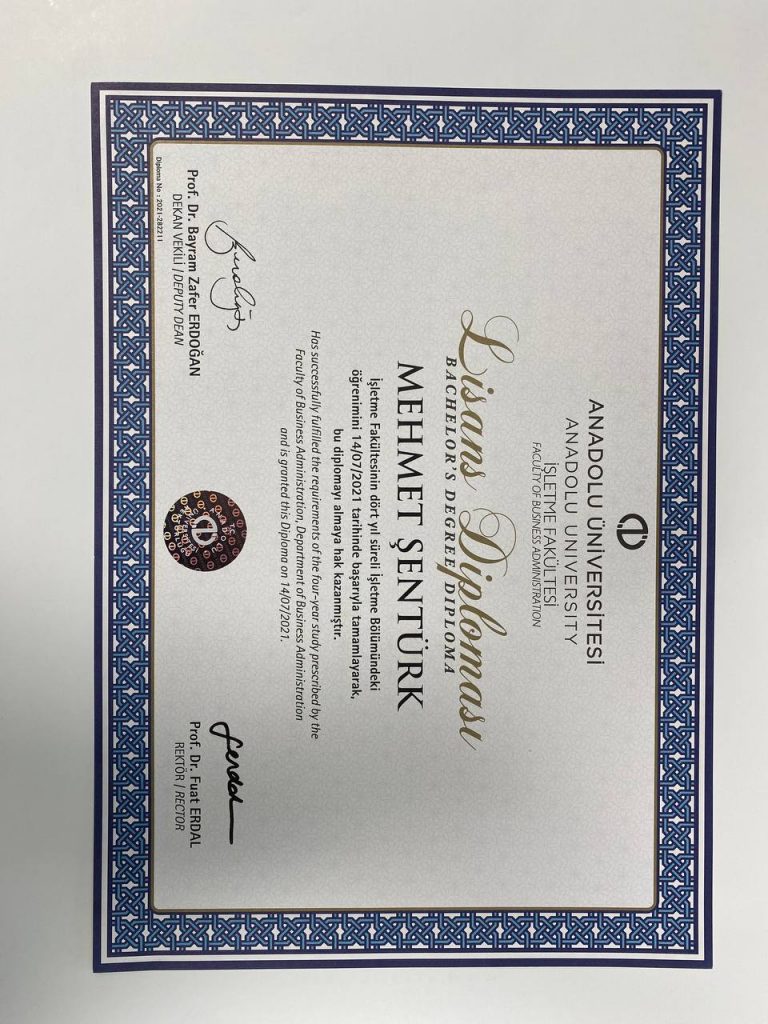 ANADOLU ÜNİVERSİTESİ
ANADOLU UNIVERSITY
İŞLETME FAKÜLTESİ
FACULTY OF BUSINESS ADMINISTRATION
Lisans Diploması
BACHELOR'S DEGREE DIPLOMA
MEHMET ŞENTÜRK
İşletme Fakültesinin dört yıl süreli İşletme Bölümündeki
öğrenimini 14/07/2021 tarihinde başarıyla tamamlayarak,
bu diplomayı almaya hak kazanmıştır.
Has successfully fulfilled the requirements of the four-year study prescribed by the
Faculty of Business Administration, Department of Business Administration
and is granted this Diploma on 14/07/2021.
Prof. Dr. Bayram Zafer ERDOĞAN
DEKAN VEKİLİ / DEPUTY DEAN
Prof. Dr. Fuat ERDAL
REKTÖR / RECTOR
Diploma No : 2021-282211